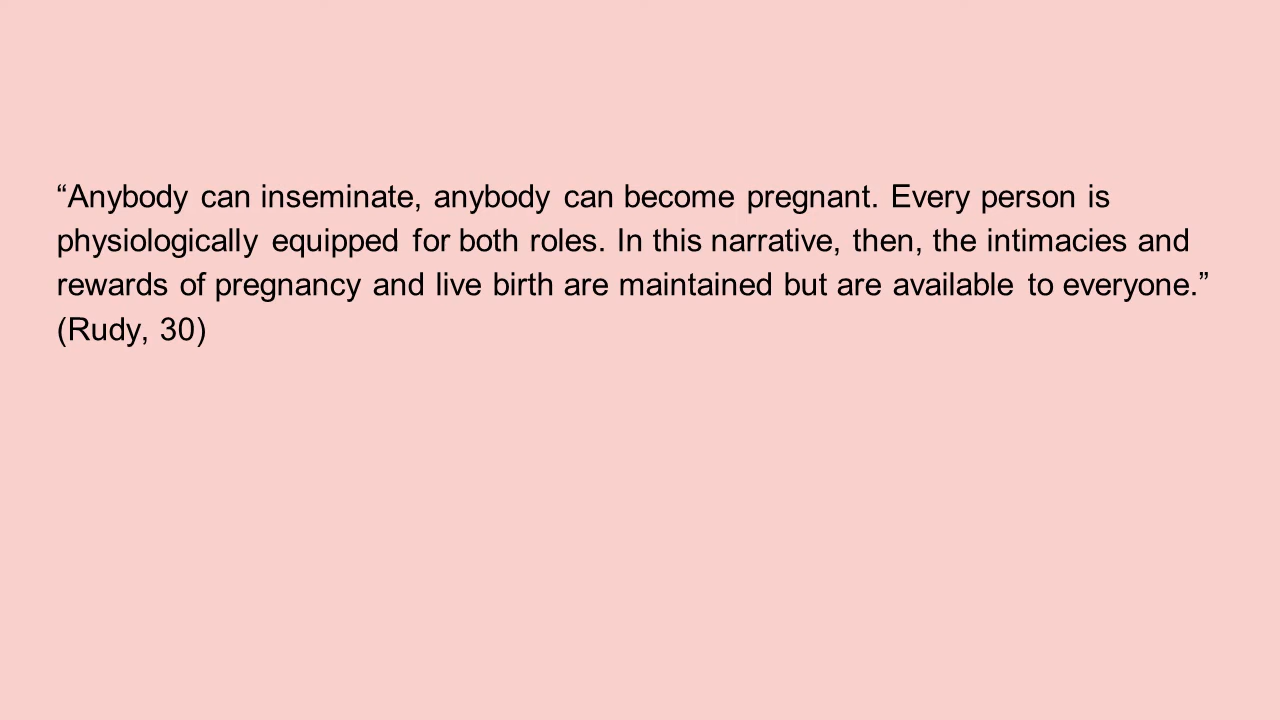 “Anybody can inseminate, anybody can become pregnant. Every person is
physiologically equipped for both roles. In this narrative, then, the intimacies and
rewards of pregnancy and live birth are maintained but are available to everyone.”
(Rudy, 30)